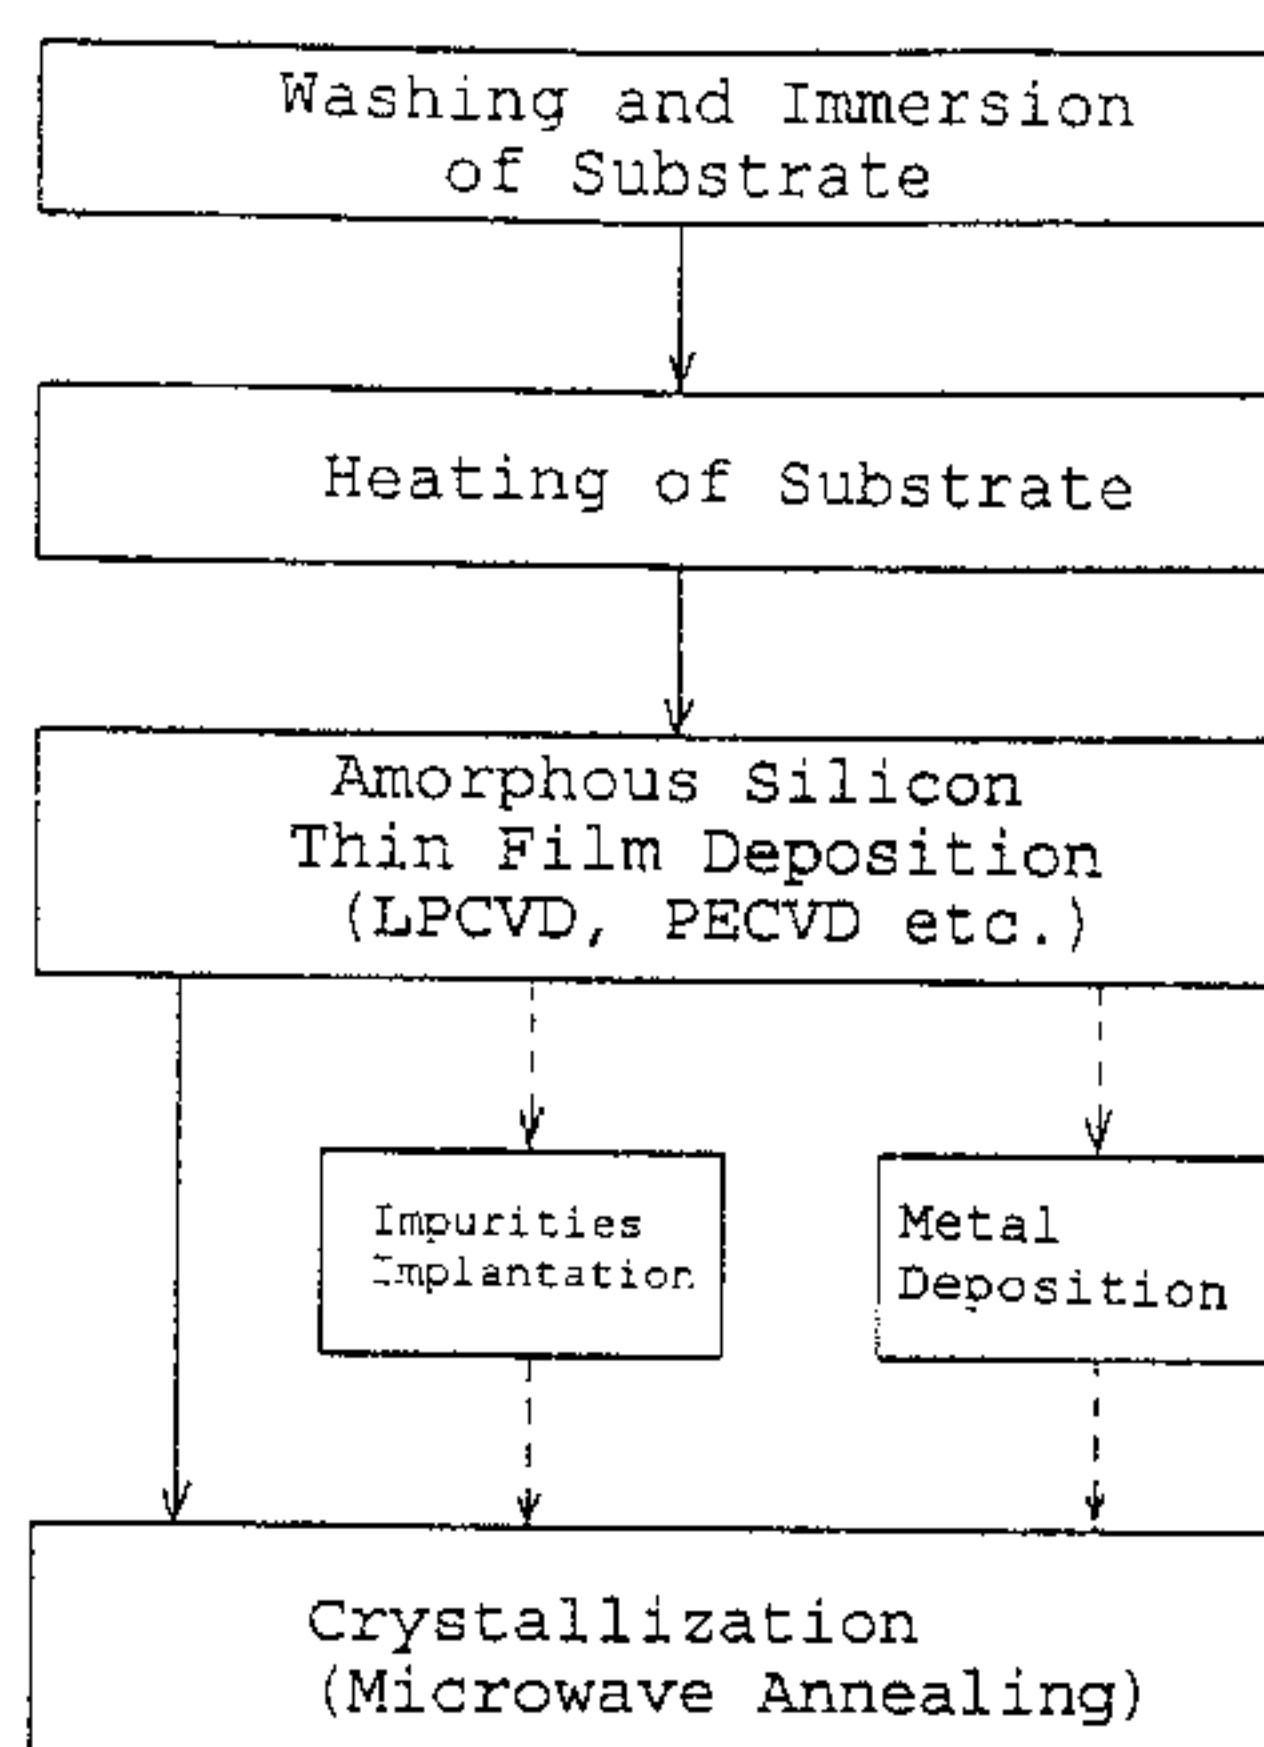 Washing and Immersion
of Substrate
Heating of Substrate
Amorphous Silicon
Thin Film Deposition
(LPCVD, PECVD etc.)
Impurities
Implantation
Metal
Deposition
Crystallization
(Microwave Annealing)